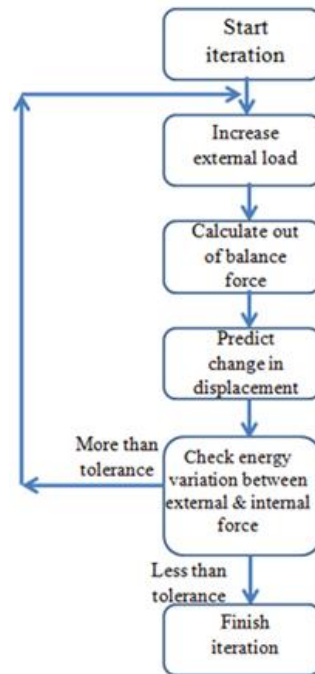 Start
iteration
Increase
external load
Calculate out
of balance
force
Predict
change in
displacement
More than
tolerance
Check energy
variation between
external & internal
force
Less than
tolerance
Finish
iteration